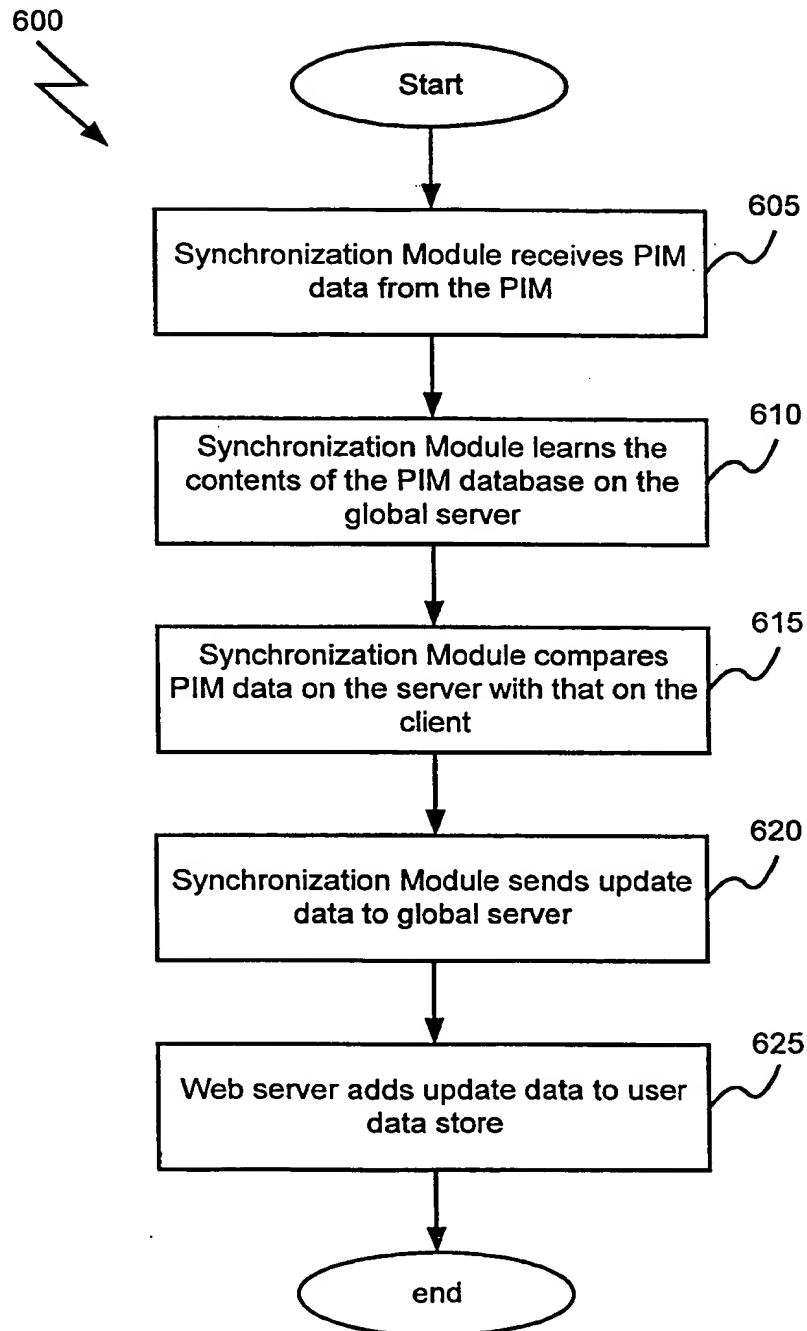 600
Start
605
Synchronization Module receives PIM
data from the PIM
610
Synchronization Module learns the
contents of the PIM database on the
global server
615
Synchronization Module compares
PIM data on the server with that on the
client
620
Synchronization Module sends update
data to global server
625
Web server adds update data to user
data store
end